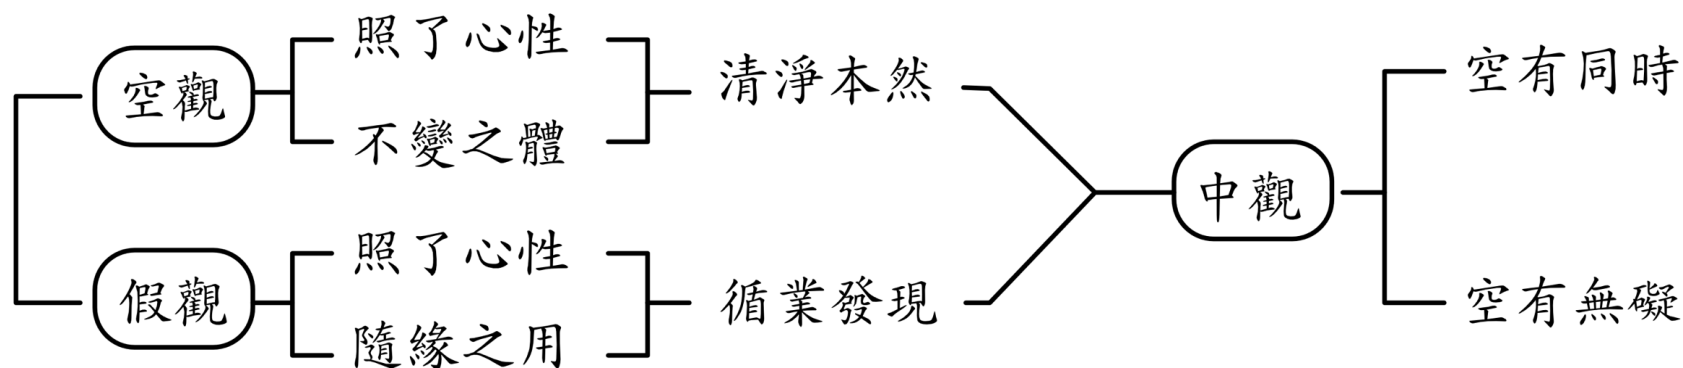 空觀
照了心性
不變之體
清淨本然
假觀
照了心性
隨緣之用
循業發現
中觀
空有同時
空有無礙